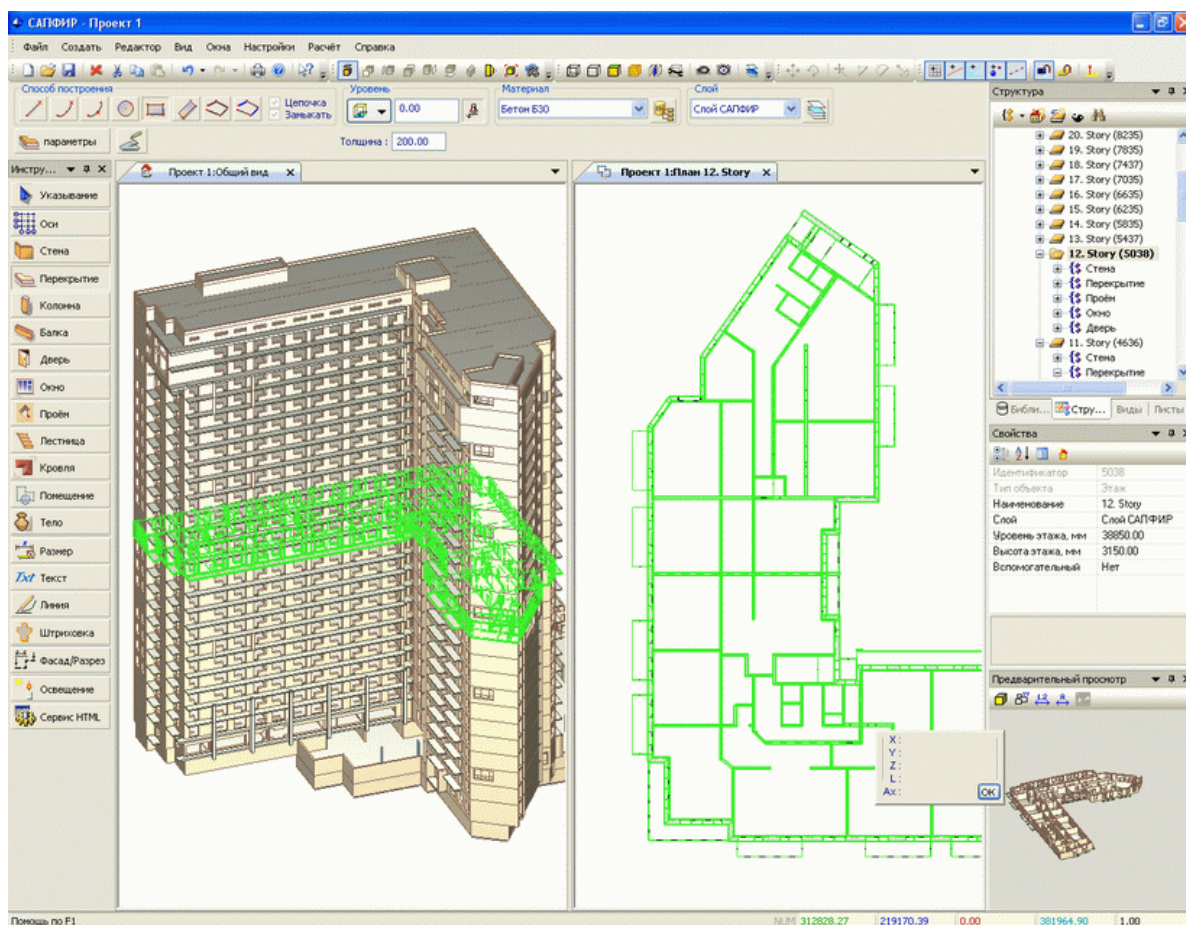 САПФИР - Проект 1
Файл Создать Редактор Вид Окна Настройки Расчёт Справка
Способ построения
Цепочка
Замыкать
Уровень
0.00
Материал
Бетон Б30
Слой
Слой САПФИР
параметры
Толщина : 200.00
Инстру...
Указывание
Оси
Стена
Перекрытие
Колонна
Балка
Дверь
Окно
Проём
Лестница
Кровля
Помещение
Тело
Размер
Txt Текст
Линия
Штриховка
Фасад/Разрез
Освещение
Сервис HTML
Проект 1:Общий вид
Проект 1:План 12. Story
X :
Y :
Z :
L :
Ax :
OK
Структура
20. Story (8235)
19. Story (7835)
18. Story (7437)
17. Story (7035)
16. Story (6635)
15. Story (6235)
14. Story (5835)
13. Story (5437)
12. Story (5038)
Стена
Перекрытие
Проём
Окно
Дверь
11. Story (4636)
Стена
Перекрытие
Библи... Стру... Виды Листы
Свойства
Идентификатор 5038
Тип объекта Этаж
Наименование 12. Story
Слой Слой САПФИР
Уровень этажа, мм 38850.00
Высота этажа, мм 3150.00
Вспомогательный Нет
Предварительный просмотр
Помощь по F1
NUM 312828.27 219170.39 0.00 381964.90 1.00